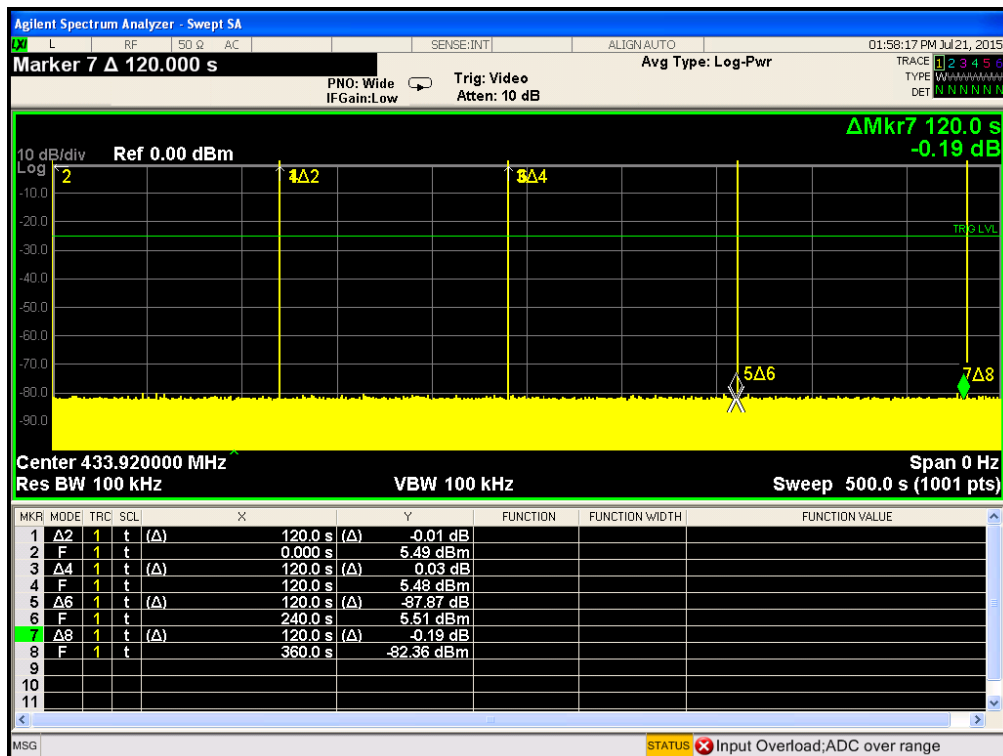 Agilent Spectrum Analyzer - Swept SA
LXI L RF 50 Ω AC SENSE:INT ALIGN AUTO 01:58:17 PM Jul 21, 2015
Marker 7 Δ 120.000 s
PNO: Wide
IFGain:Low
Trig: Video
Atten: 10 dB
Avg Type: Log-Pwr
TRACE 1 2 3 4 5 6
TYPE WWWWWW
DET N N N N N N
ΔMkr7 120.0 s
-0.19 dB
10 dB/div Ref 0.00 dBm
Log
2
1Δ2
3Δ4
-10.0
-20.0
TRIG LVL
-30.0
-40.0
-50.0
-60.0
-70.0
5Δ6
7Δ8
-80.0
-90.0
Center 433.920000 MHz Span 0 Hz
Res BW 100 kHz VBW 100 kHz Sweep 500.0 s (1001 pts)
MKR MODE TRC SCL X Y FUNCTION FUNCTION WIDTH FUNCTION VALUE
1 Δ2 1 t (Δ) 120.0 s (Δ) -0.01 dB
2 F 1 t 0.000 s 5.49 dBm
3 Δ4 1 t (Δ) 120.0 s (Δ) 0.03 dB
4 F 1 t 120.0 s 5.48 dBm
5 Δ6 1 t (Δ) 120.0 s (Δ) -87.87 dB
6 F 1 t 240.0 s 5.51 dBm
7 Δ8 1 t (Δ) 120.0 s (Δ) -0.19 dB
8 F 1 t 360.0 s -82.36 dBm
9
10
11
MSG STATUS Input Overload;ADC over range